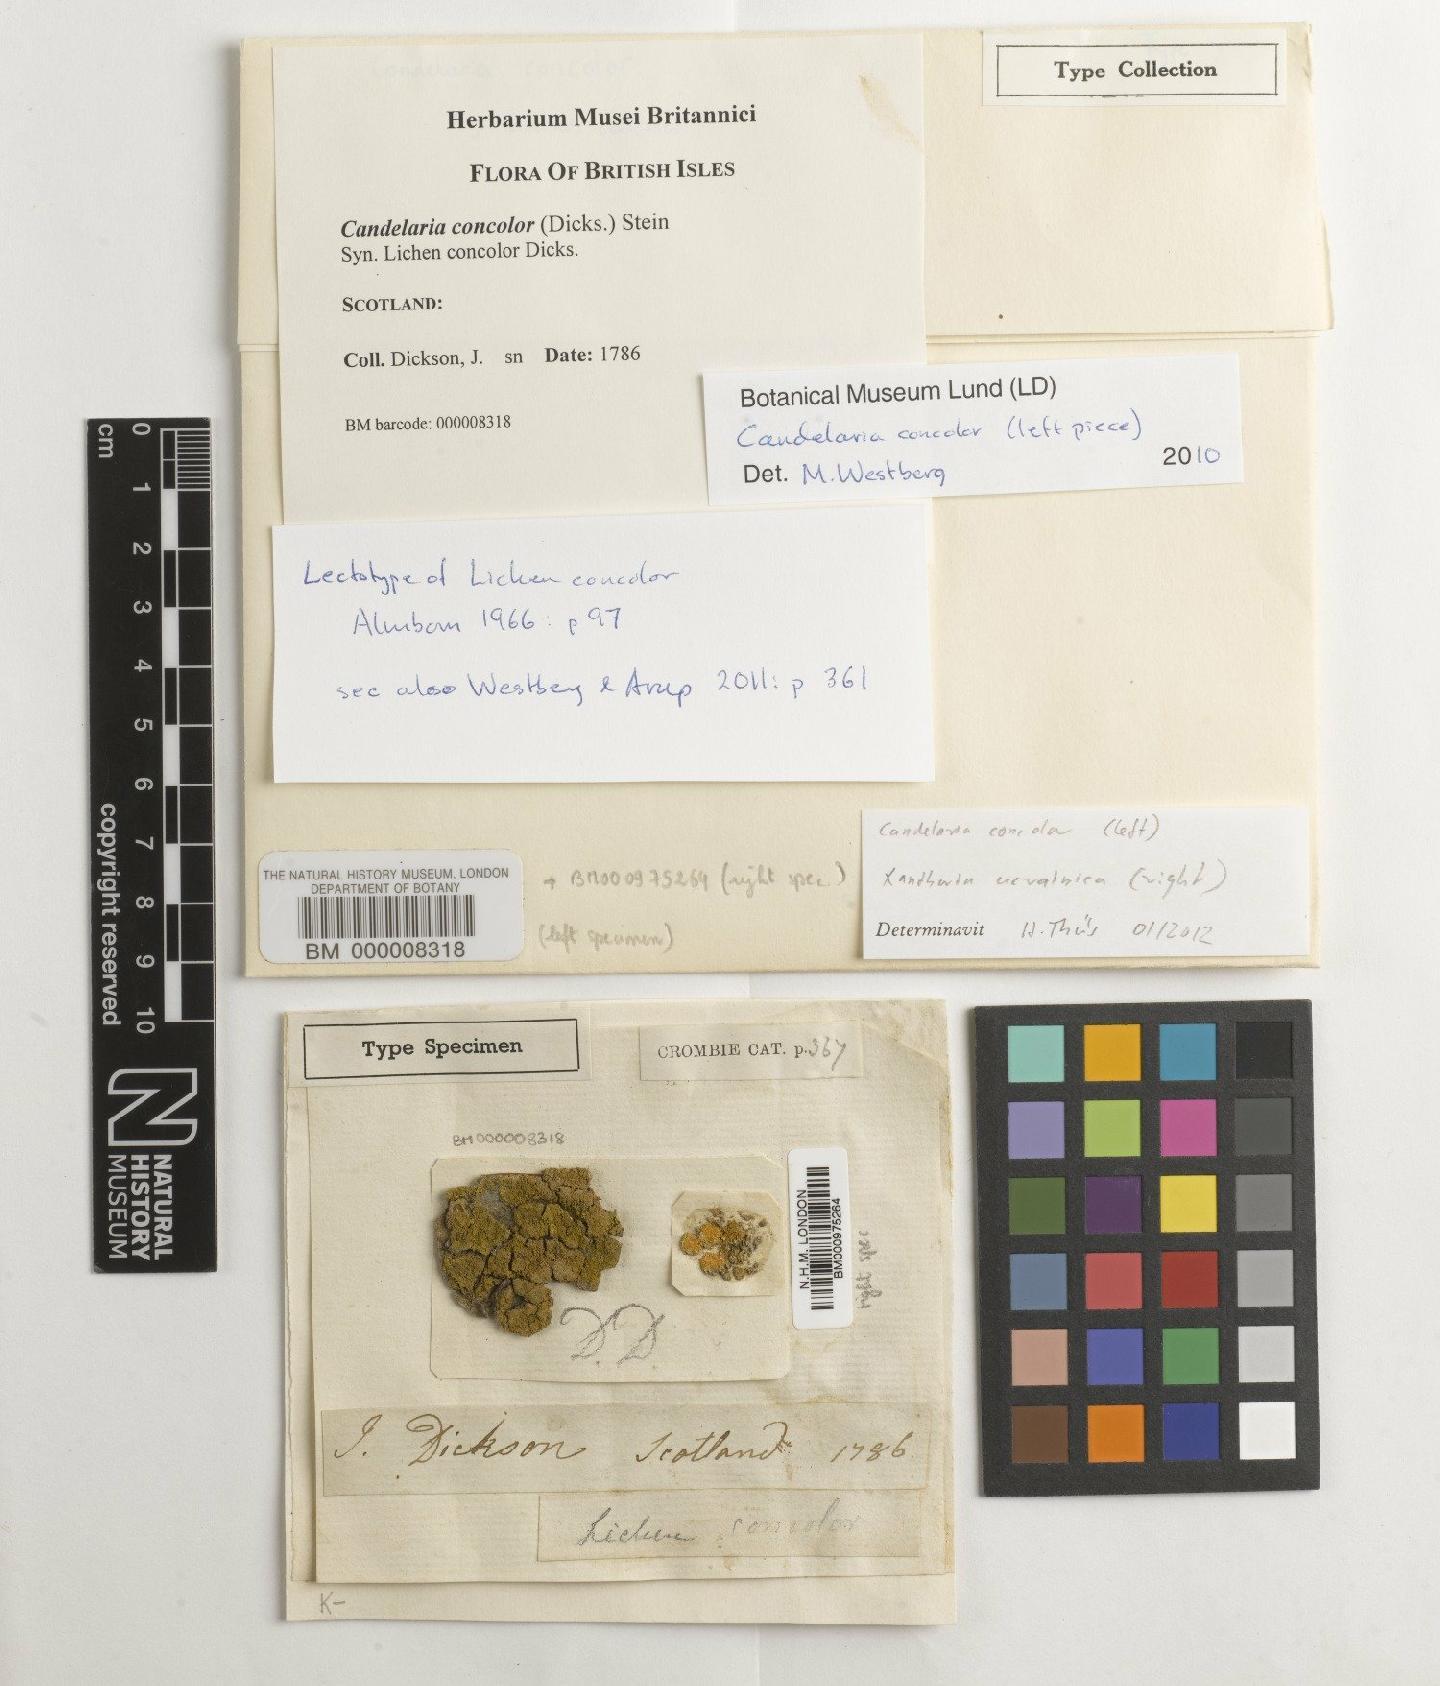 Type Collection
Herbarium Musei Britannici
FLORA OF BRITISH ISLES
Candelaria concolor (Dicks.) Stein
Syn. Lichen concolor Dicks.
SCOTLAND:
Coll. Dickson, J. sn Date: 1786
BM barcode: 000008318
Botanical Museum Lund (LD)
Candelaria concolor (left piece)
Det. M. Westberg 2010
Lectotype of Lichen concolor
Almborn 1966: p 97
see also Westberg & Arup 2011: p 361
THE NATURAL HISTORY MUSEUM, LONDON
DEPARTMENT OF BOTANY
BM 000008318
→ BM000975264 (right spec.)
(left specimen)
Candelaria concolor (left)
Xanthoria ucrainica (right)
Determinavit H. Thüs 01/2012
cm
0
1
2
3
4
5
6
7
8
9
10
copyright reserved
NATURAL
HISTORY
MUSEUM
Type Specimen
CROMBIE CAT. p. 367
BM000008318
N.H.M. LONDON
BM000975264
right spec
D.D
J. Dickson Scotland 1786
Lichen concolor
K-